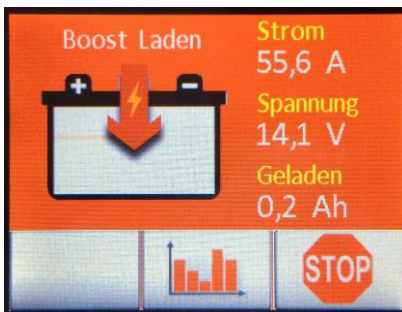 Boost Laden
+ −
Strom
55,6 A
Spannung
14,1 V
Geladen
0,2 Ah
STOP